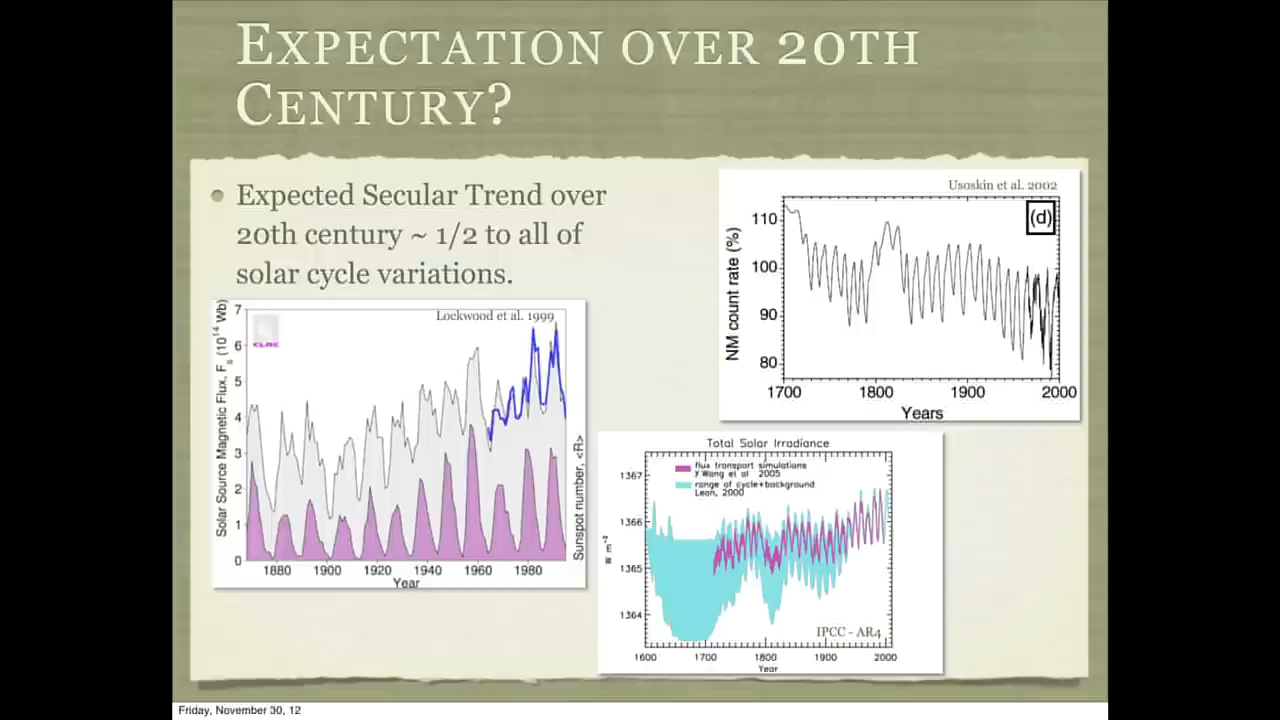 EXPECTATION OVER 20TH
CENTURY?
Expected Secular Trend over
20th century ~ 1/2 to all of
solar cycle variations.
Usoskin et al. 2002
(d)
110
100
90
80
NM count rate (%)
1700 1800 1900 2000
Years
Lockwood et al. 1999
7
6
5
4
3
2
1
0
Solar Source Magnetic Flux, Fs (10¹⁴ Wb)
Sunspot number, <R>
1880 1900 1920 1940 1960 1980
Year
Total Solar Irradiance
flux transport simulations
Y.Wang et al 2005
range of cycle+background
Lean, 2000
1367
1366
1365
1364
W m⁻²
IPCC - AR4
1600 1700 1800 1900 2000
Year
Friday, November 30, 12